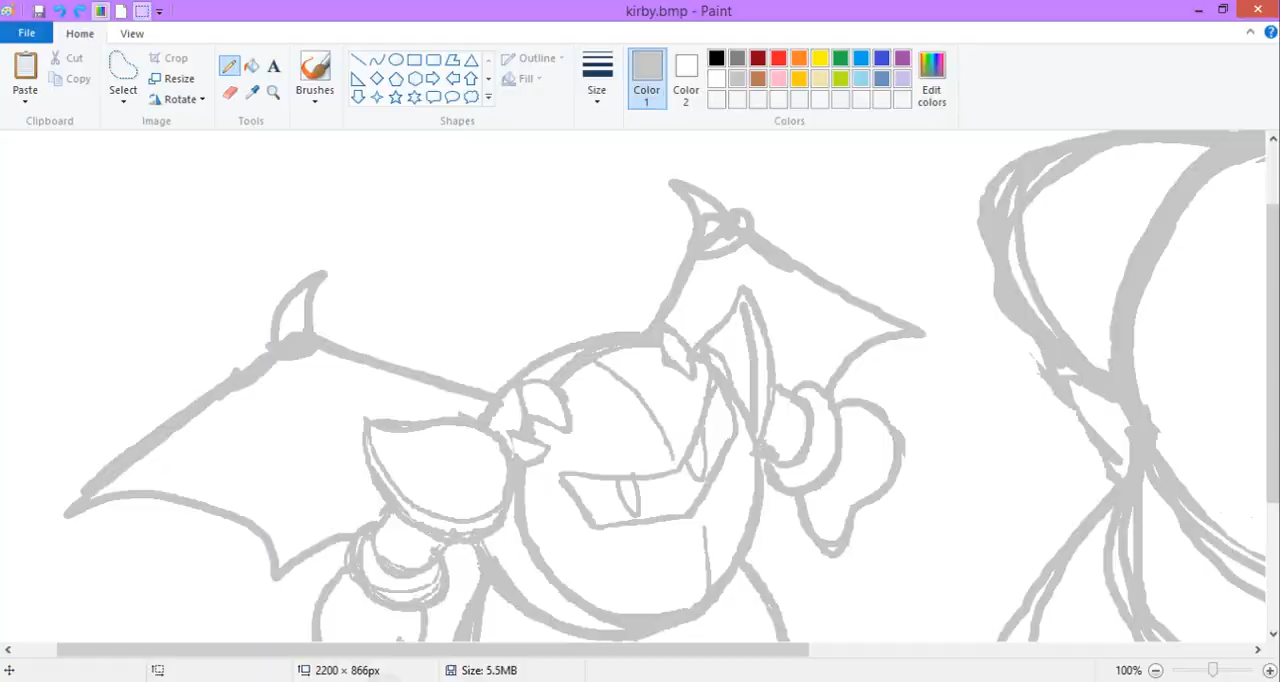 kirby.bmp - Paint
File
Home
View
Paste
Cut
Copy
Clipboard
Select
Crop
Resize
Rotate
Image
A
Tools
Brushes
Outline
Fill
Shapes
Size
Color
1
Color
2
Edit
colors
Colors
2200 × 866px
Size: 5.5MB
100%